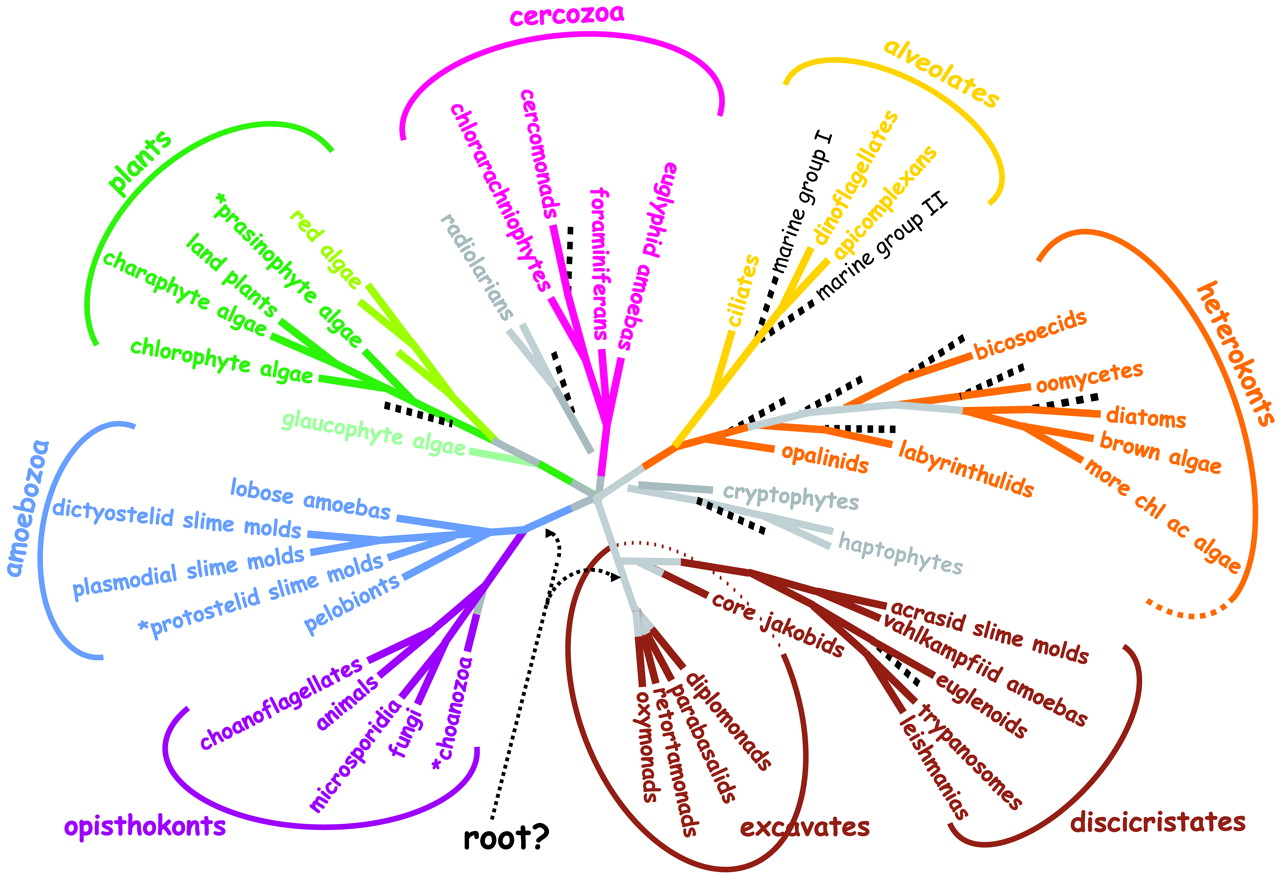 cercozoa
alveolates
plants
heterokonts
amoebozoa
opisthokonts
excavates
discicristates
root?
chlorarachniophytes
cercomonads
foraminiferans
euglyphid amoebas
radiolarians
red algae
*prasinophyte algae
land plants
charaphyte algae
chlorophyte algae
glaucophyte algae
ciliates
marine group I
dinoflagellates
apicomplexans
marine group II
bicosoecids
oomycetes
diatoms
brown algae
more chl ac algae
labyrinthulids
opalinids
cryptophytes
haptophytes
lobose amoebas
dictyostelid slime molds
plasmodial slime molds
*protostelid slime molds
pelobionts
choanoflagellates
animals
microsporidia
fungi
*choanozoa
oxymonads
retortamonads
parabasalids
diplomonads
core jakobids
acrasid slime molds
vahlkampfiid amoebas
euglenoids
trypanosomes
leishmanias